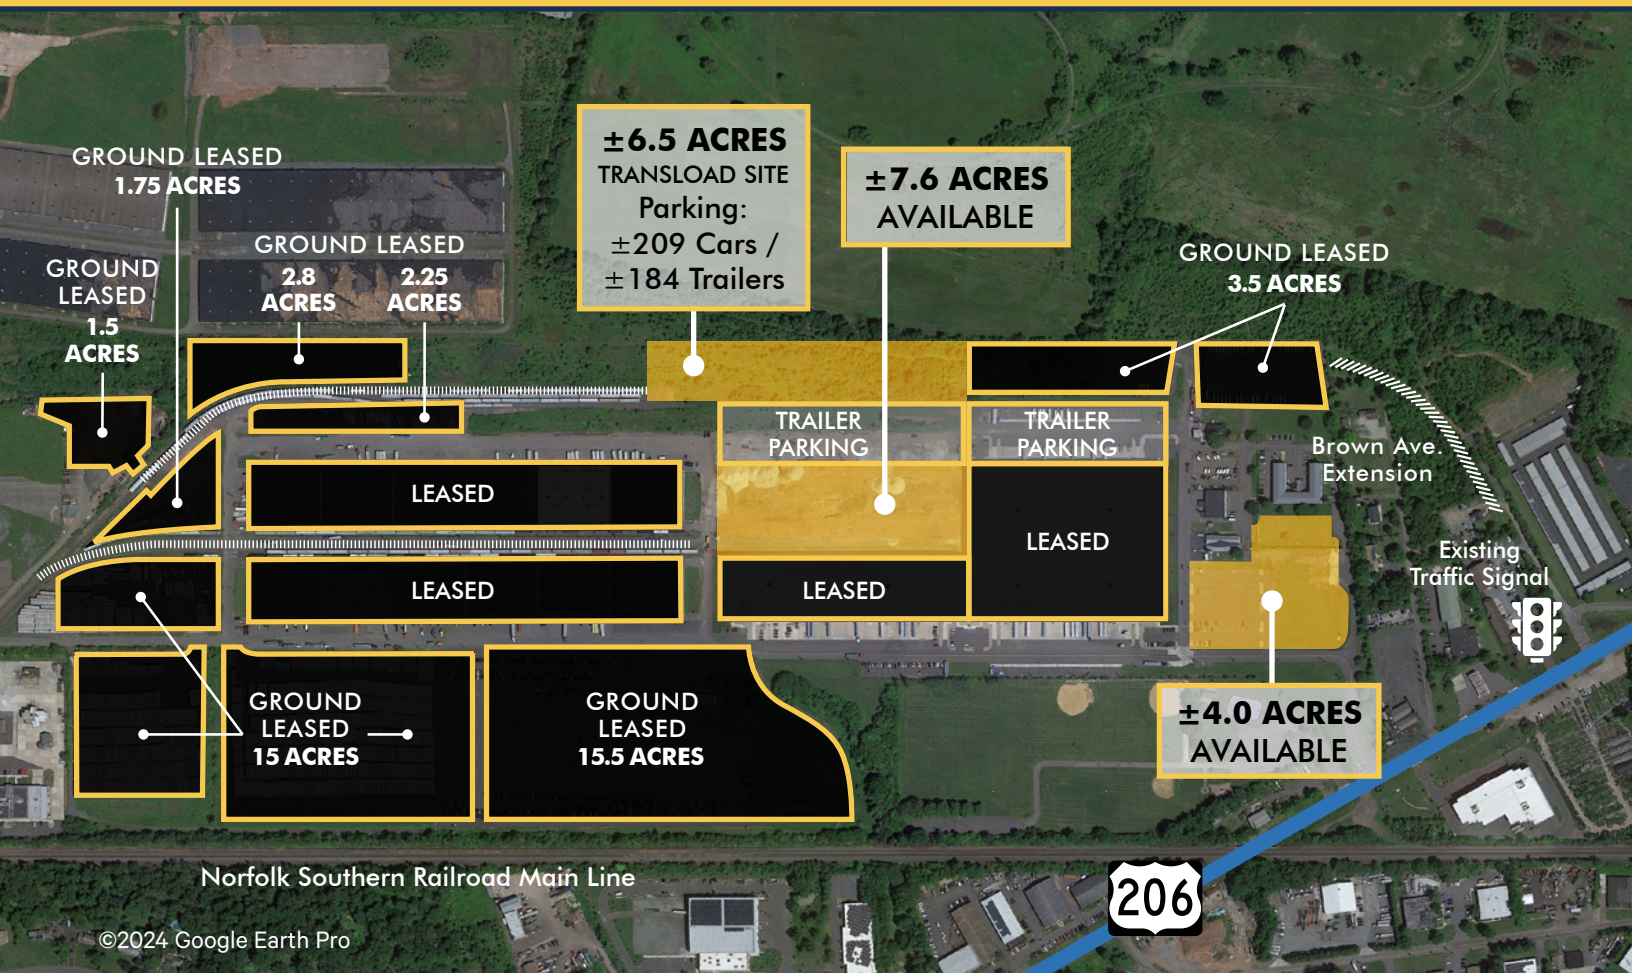 ±6.5 ACRES
TRANSLOAD SITE
Parking:
±209 Cars /
±184 Trailers
±7.6 ACRES
AVAILABLE
GROUND LEASED
1.75 ACRES
GROUND LEASED
2.8
ACRES
2.25
ACRES
GROUND
LEASED
1.5
ACRES
GROUND LEASED
3.5 ACRES
TRAILER
PARKING
TRAILER
PARKING
Brown Ave.
Extension
LEASED
LEASED
Existing
Traffic Signal
LEASED
LEASED
GROUND
LEASED
15 ACRES
GROUND
LEASED
15.5 ACRES
±4.0 ACRES
AVAILABLE
Norfolk Southern Railroad Main Line
206
©2024 Google Earth Pro